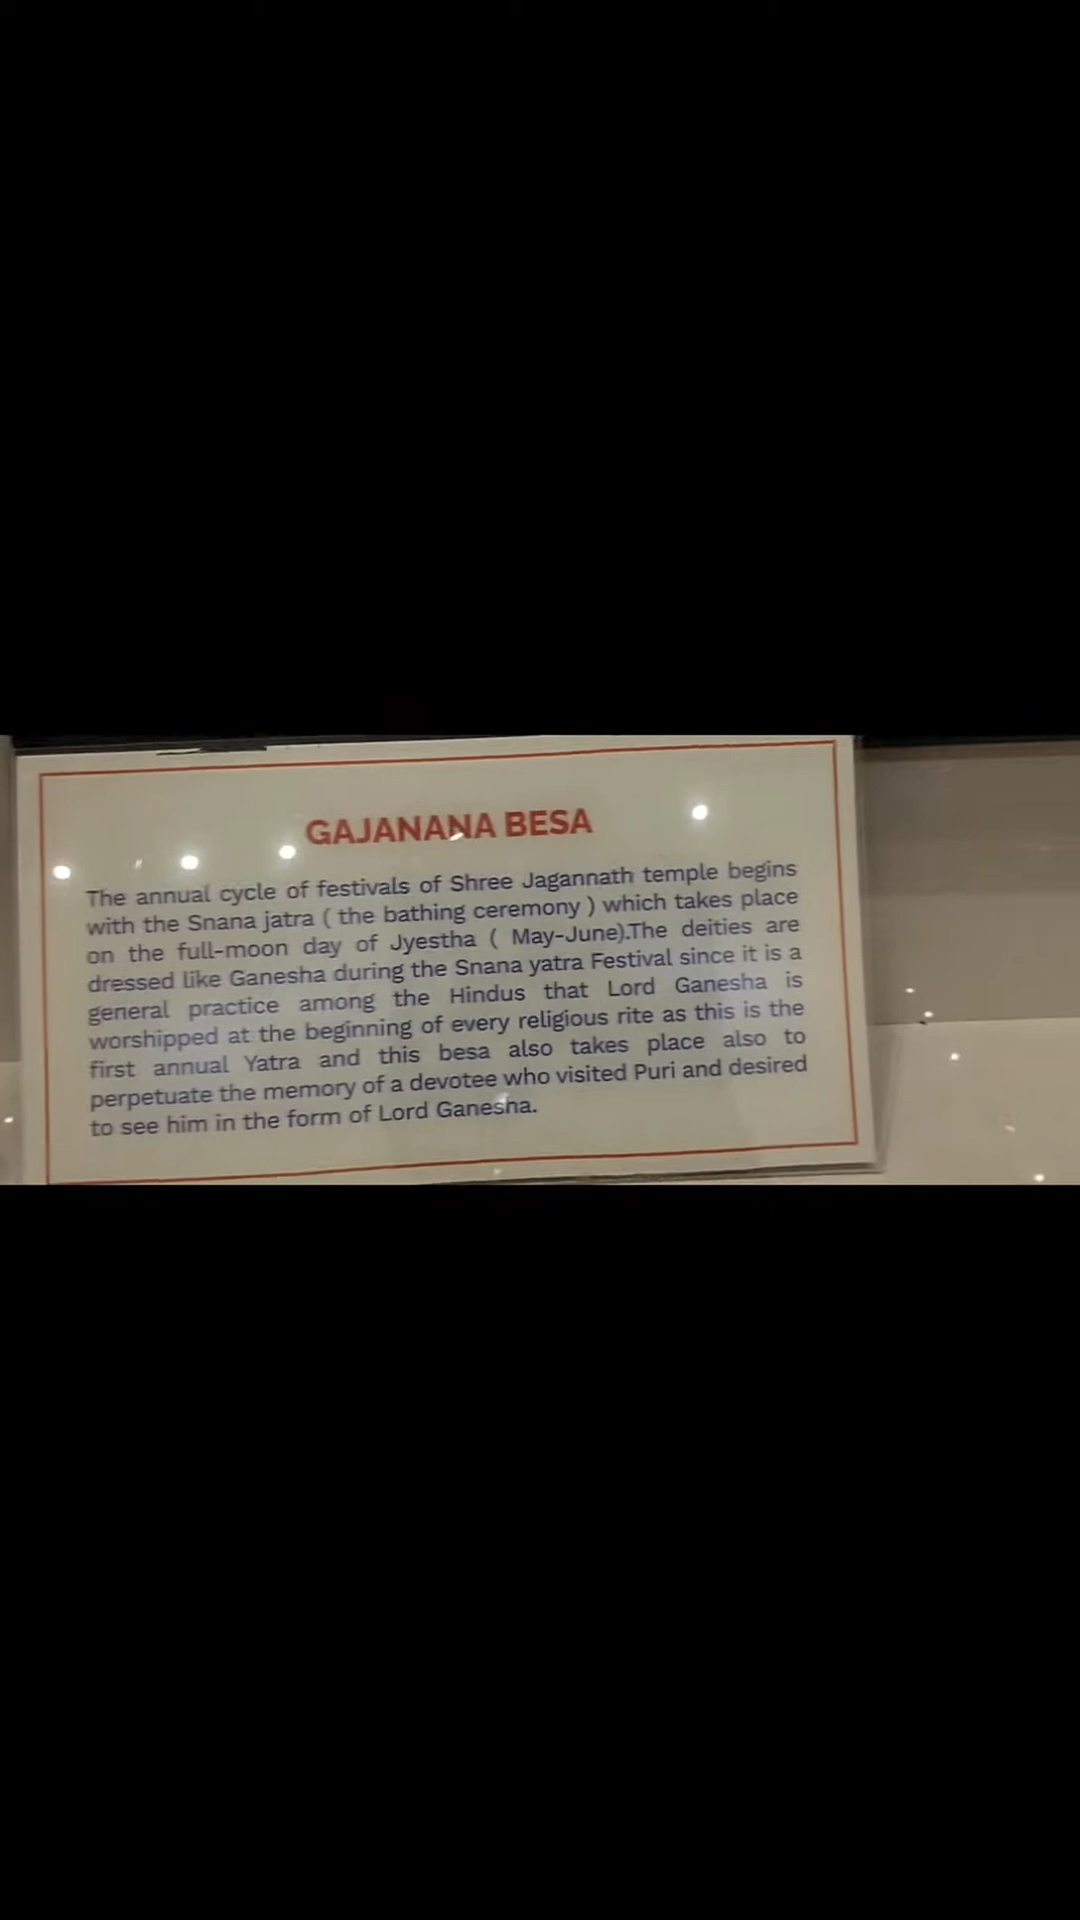 GAJANANA BESA
The annual cycle of festivals of Shree Jagannath temple begins
with the Snana jatra ( the bathing ceremony ) which takes place
on the full-moon day of Jyestha ( May-June).The deities are
dressed like Ganesha during the Snana yatra Festival since it is a
general practice among the Hindus that Lord Ganesha is
worshipped at the beginning of every religious rite as this is the
first annual Yatra and this besa also takes place also to
perpetuate the memory of a devotee who visited Puri and desired
to see him in the form of Lord Ganesha.